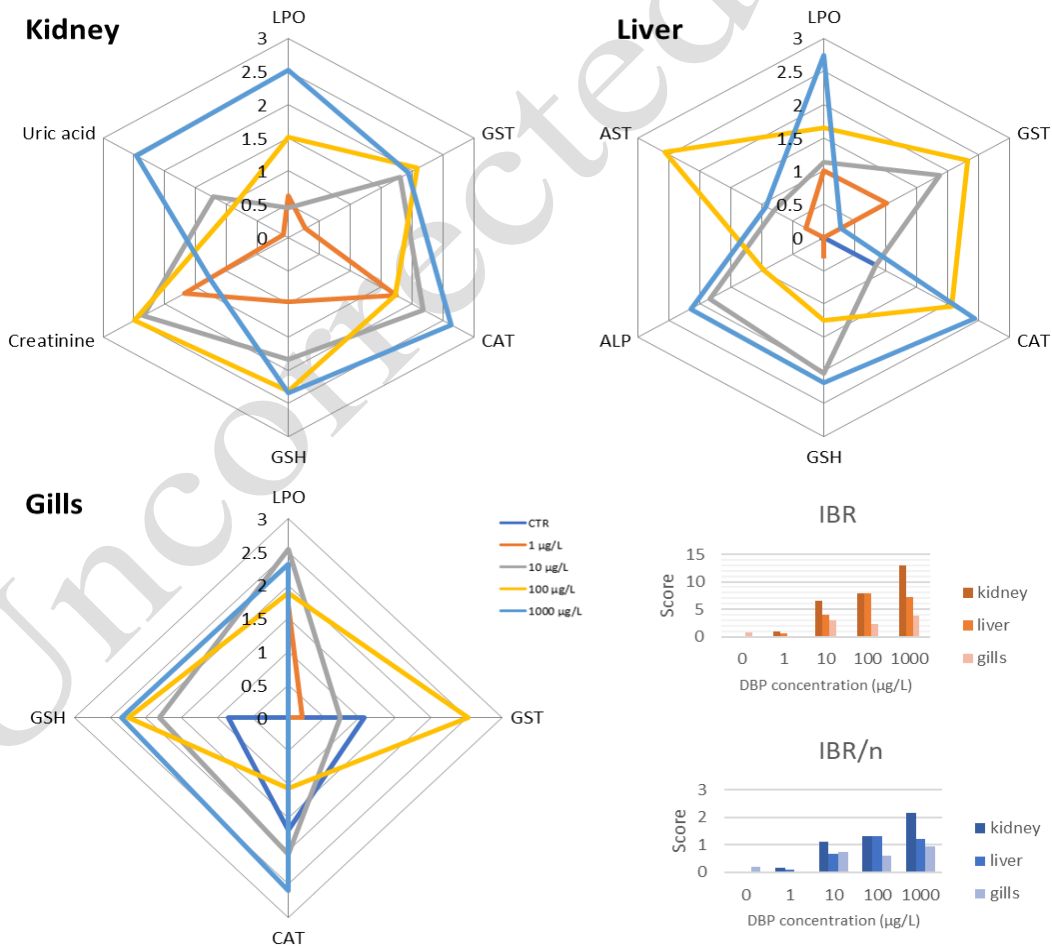 Kidney
LPO
3
2.5
2
1.5
1
0.5
0
GST
CAT
GSH
Creatinine
Uric acid
Liver
LPO
3
2.5
2
1.5
1
0.5
0
GST
CAT
GSH
ALP
AST
Gills
LPO
3
2.5
2
1.5
1
0.5
0
GST
CAT
GSH
CTR
1 µg/L
10 µg/L
100 µg/L
1000 µg/L
IBR
Score
15
10
5
0
0 1 10 100 1000
DBP concentration (µg/L)
kidney
liver
gills
IBR/n
Score
3
2
1
0
0 1 10 100 1000
DBP concentration (µg/L)
kidney
liver
gills
Uncorrected